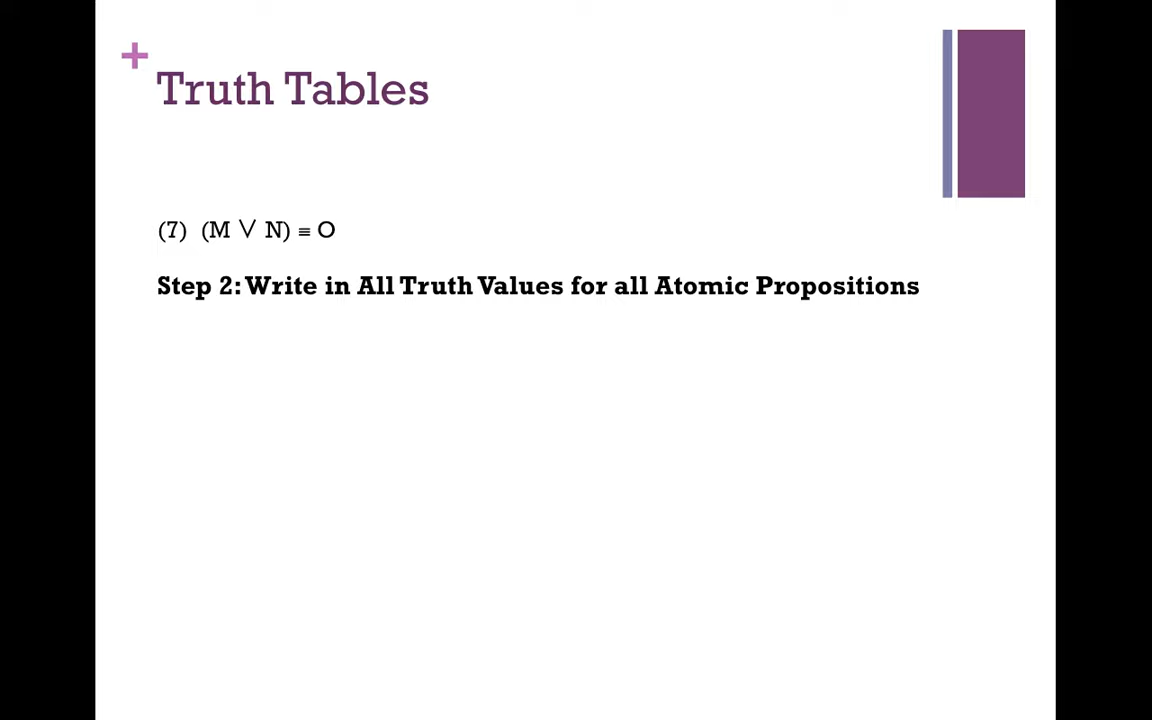 +
Truth Tables
(7) (M ∨ N) ≡ O
Step 2: Write in All Truth Values for all Atomic Propositions